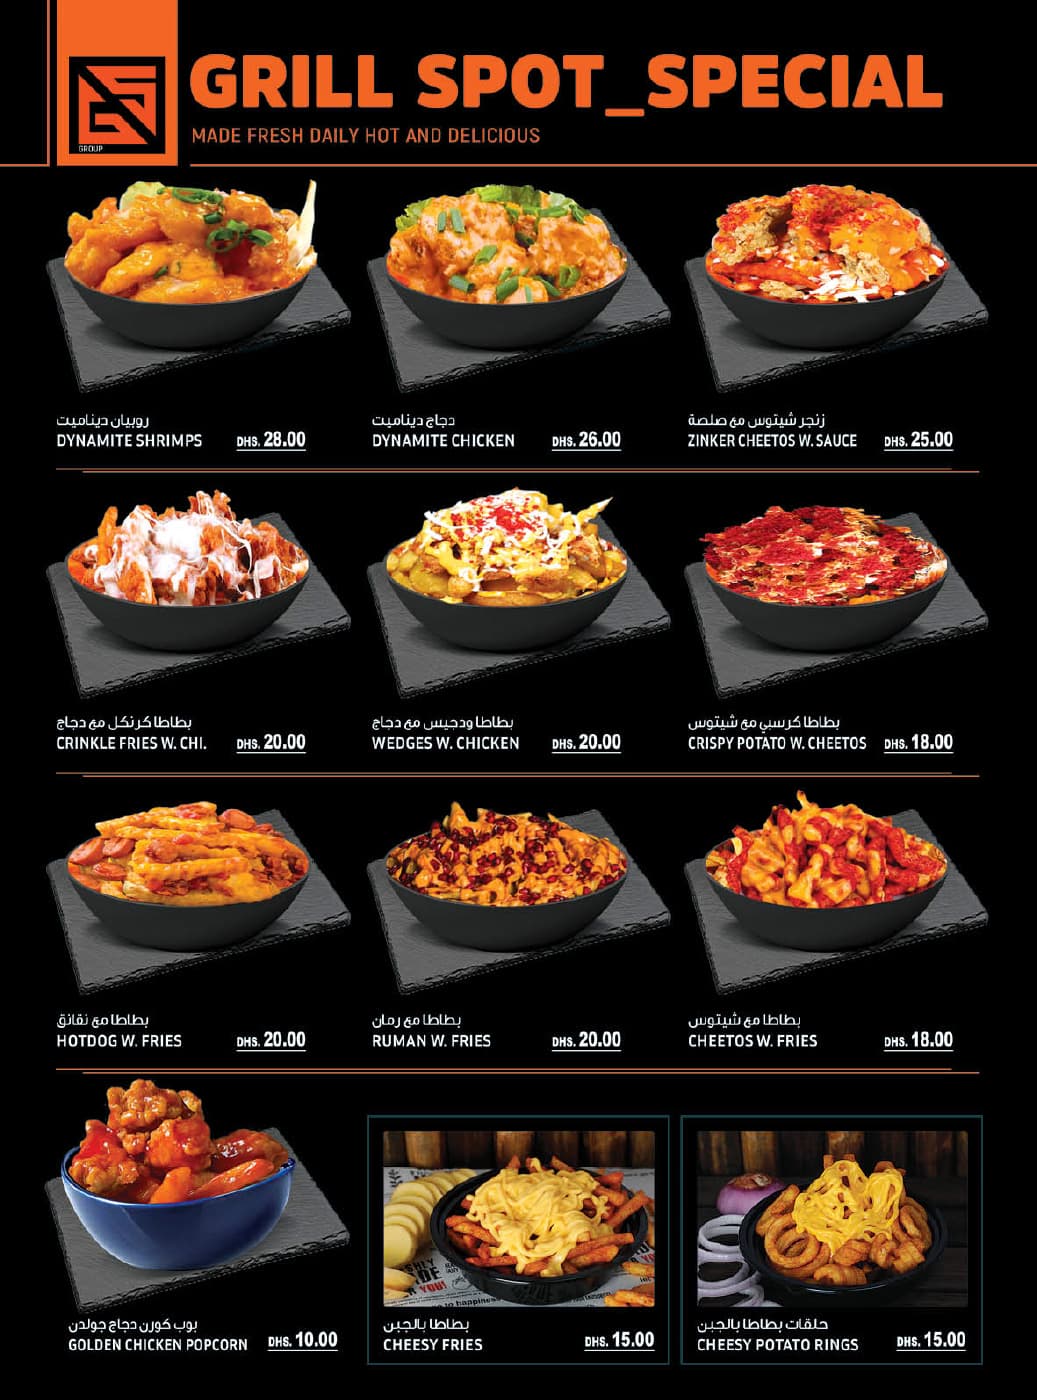 GRILL SPOT_SPECIAL
MADE FRESH DAILY HOT AND DELICIOUS
GROUP
روبيان ديناميت
DYNAMITE SHRIMPS DHS. 28.00
دجاج ديناميت
DYNAMITE CHICKEN DHS. 26.00
زنجر شيتوس مع صلصة
ZINKER CHEETOS W. SAUCE DHS. 25.00
بطاطا كرنكل مع دجاج
CRINKLE FRIES W. CHI. DHS. 20.00
بطاطا ودجيس مع دجاج
WEDGES W. CHICKEN DHS. 20.00
بطاطا كرسبي مع شيتوس
CRISPY POTATO W. CHEETOS DHS. 18.00
بطاطا مع نقانق
HOTDOG W. FRIES DHS. 20.00
بطاطا مع رمان
RUMAN W. FRIES DHS. 20.00
بطاطا مع شيتوس
CHEETOS W. FRIES DHS. 18.00
بوب كورن دجاج جولدن
GOLDEN CHICKEN POPCORN DHS. 10.00
YOU!
to happiness
بطاطا بالجبن
CHEESY FRIES DHS. 15.00
حلقات بطاطا بالجبن
CHEESY POTATO RINGS DHS. 15.00